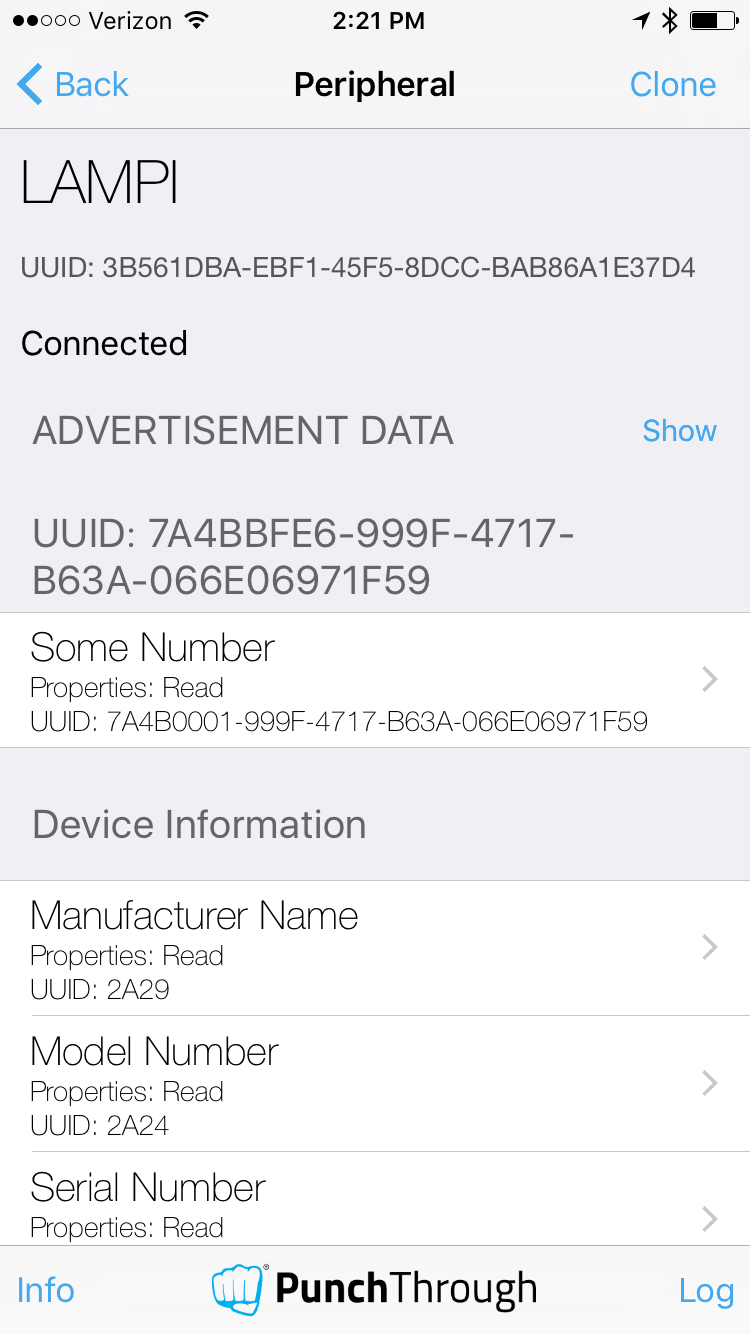 Verizon 2:21 PM
Back Peripheral Clone
LAMPI
UUID: 3B561DBA-EBF1-45F5-8DCC-BAB86A1E37D4
Connected
ADVERTISEMENT DATA Show
UUID: 7A4BBFE6-999F-4717-
B63A-066E06971F59
Some Number
Properties: Read
UUID: 7A4B0001-999F-4717-B63A-066E06971F59
Device Information
Manufacturer Name
Properties: Read
UUID: 2A29
Model Number
Properties: Read
UUID: 2A24
Serial Number
Properties: Read
Info ® PunchThrough Log